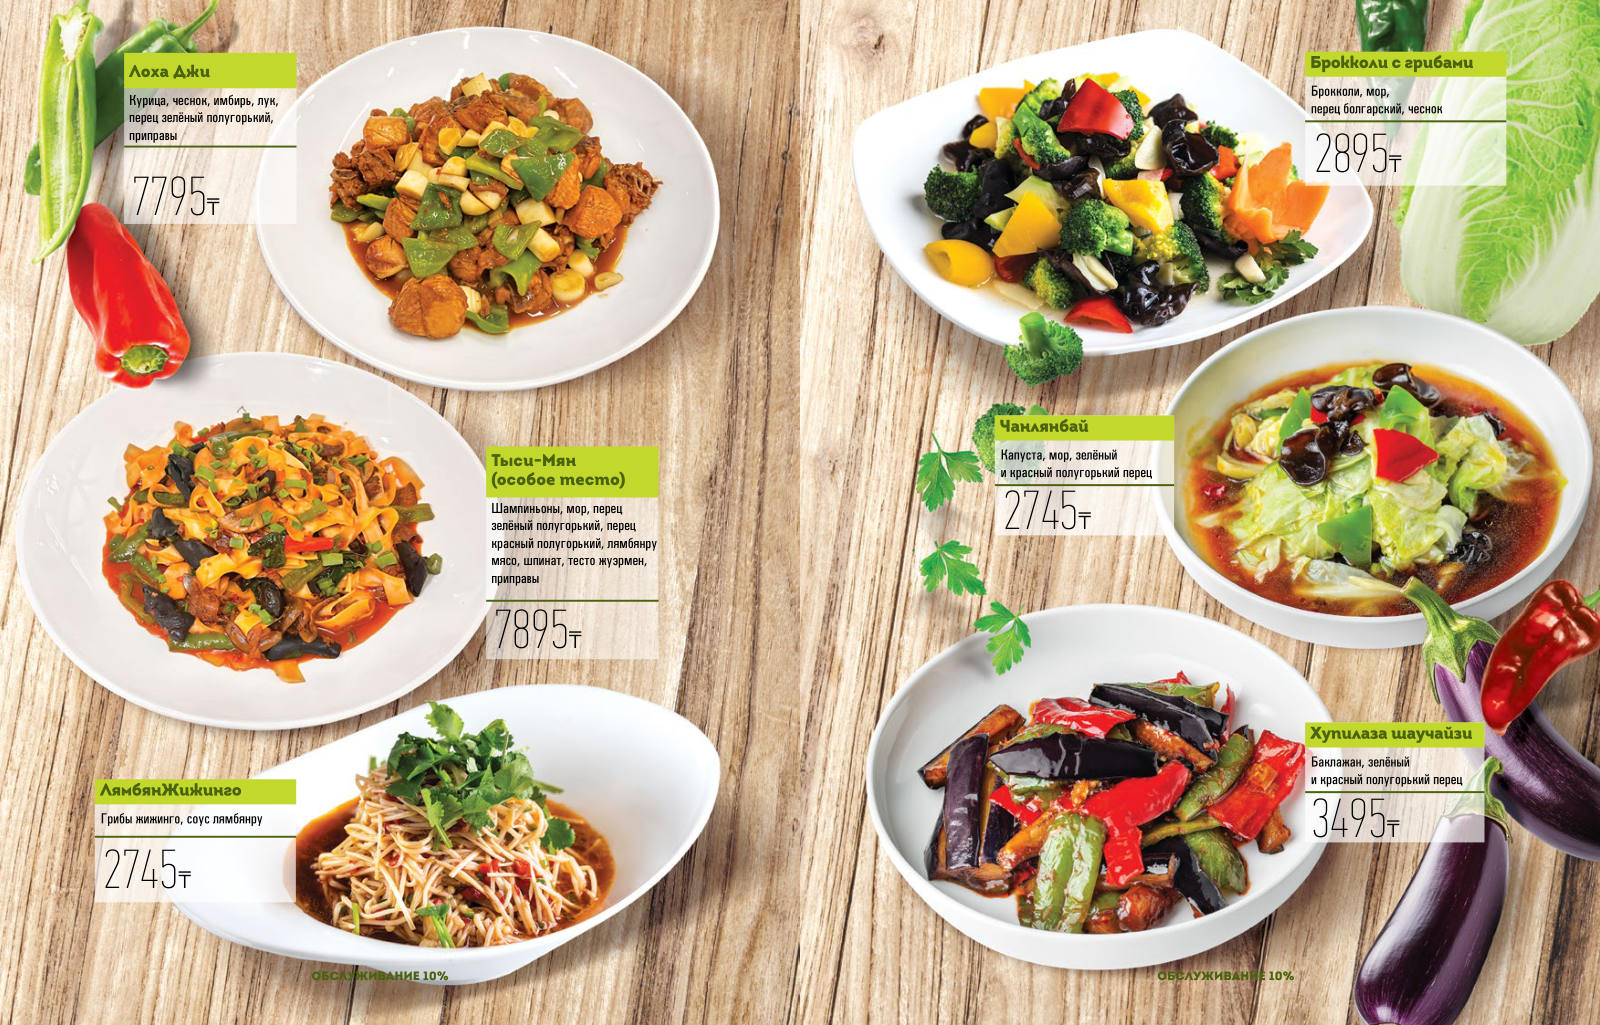 Лоха Джи
Курица, чеснок, имбирь, лук,
перец зелёный полугорький,
приправы
7795₸
Тыси-Мян
(особое тесто)
Шампиньоны, мор, перец
зелёный полугорький, перец
красный полугорький, лямбянру
мясо, шпинат, тесто жуэрмен,
приправы
7895₸
ЛямбянЖижинго
Грибы жижинго, соус лямбянру
2745₸
ОБСЛУЖИВАНИЕ 10%
Брокколи с грибами
Брокколи, мор,
перец болгарский, чеснок
2895₸
Чанлянбай
Капуста, мор, зелёный
и красный полугорький перец
2745₸
Хупилаза шаучайзи
Баклажан, зелёный
и красный полугорький перец
3495₸
ОБСЛУЖИВАНИЕ 10%